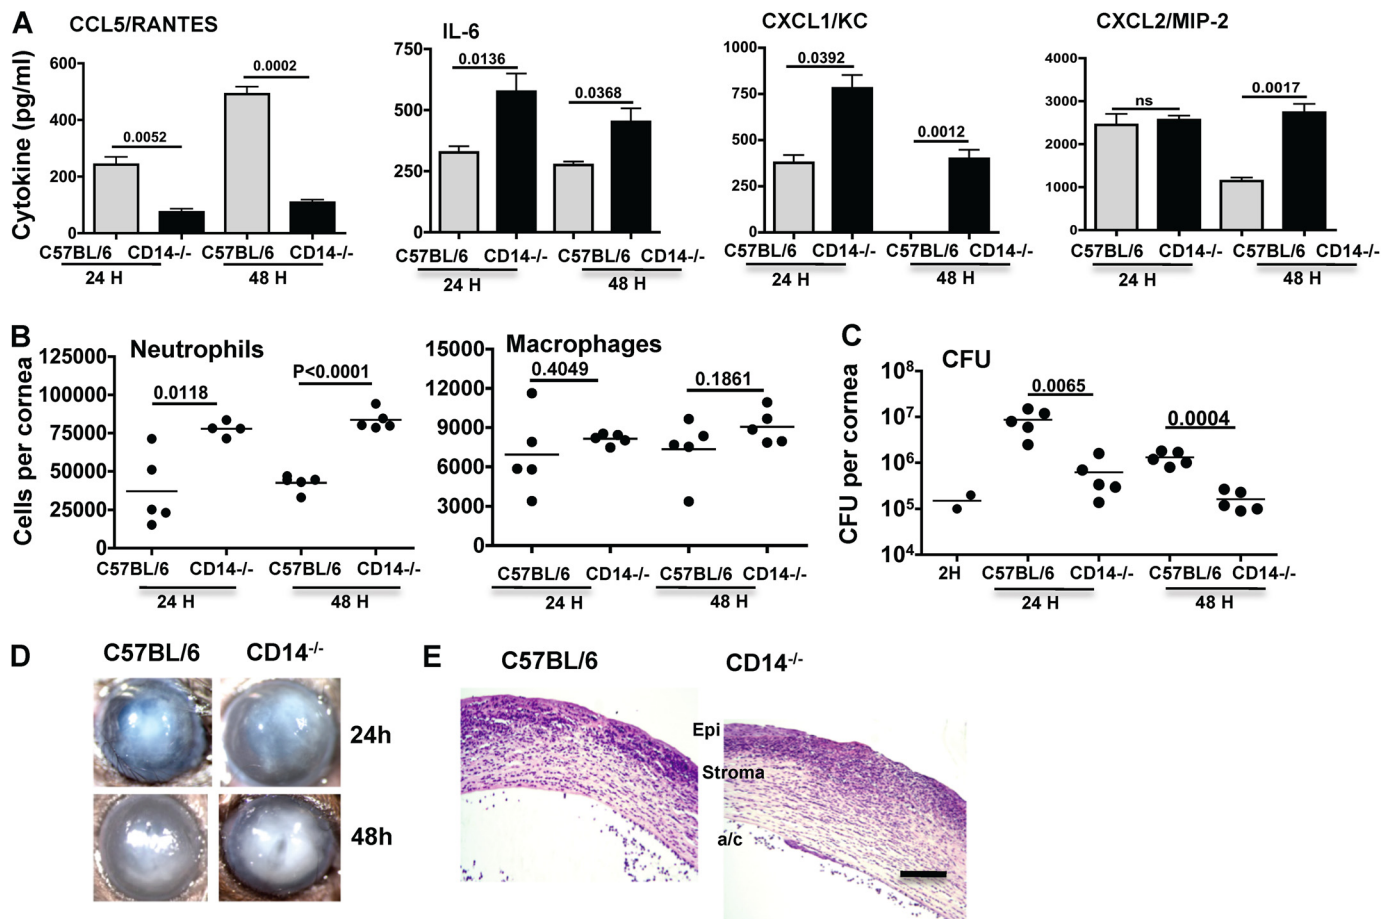 A
CCL5/RANTES
IL-6
CXCL1/KC
CXCL2/MIP-2
Cytokine (pg/ml)
600
400
200
0
0.0052
0.0002
C57BL/6 CD14-/- C57BL/6 CD14-/-
24 H 48 H
750
500
250
0
0.0136
0.0368
C57BL/6 CD14-/- C57BL/6 CD14-/-
24 H 48 H
1000
750
500
250
0
0.0392
0.0012
C57BL/6 CD14-/- C57BL/6 CD14-/-
24 H 48 H
4000
3000
2000
1000
0
ns
0.0017
C57BL/6 CD14-/- C57BL/6 CD14-/-
24 H 48 H
B
Neutrophils
Cells per cornea
125000
100000
75000
50000
25000
0
0.0118
P<0.0001
C57BL/6 CD14-/- C57BL/6 CD14-/-
24 H 48 H
Macrophages
15000
12000
9000
6000
3000
0
0.4049
0.1861
C57BL/6 CD14-/- C57BL/6 CD14-/-
24 H 48 H
C
CFU
CFU per cornea
10⁸
10⁷
10⁶
10⁵
10⁴
0.0065
0.0004
2H C57BL/6 CD14-/- C57BL/6 CD14-/-
24 H 48 H
D
C57BL/6 CD14-/-
24h
48h
E
C57BL/6 CD14-/-
Epi
Stroma
a/c